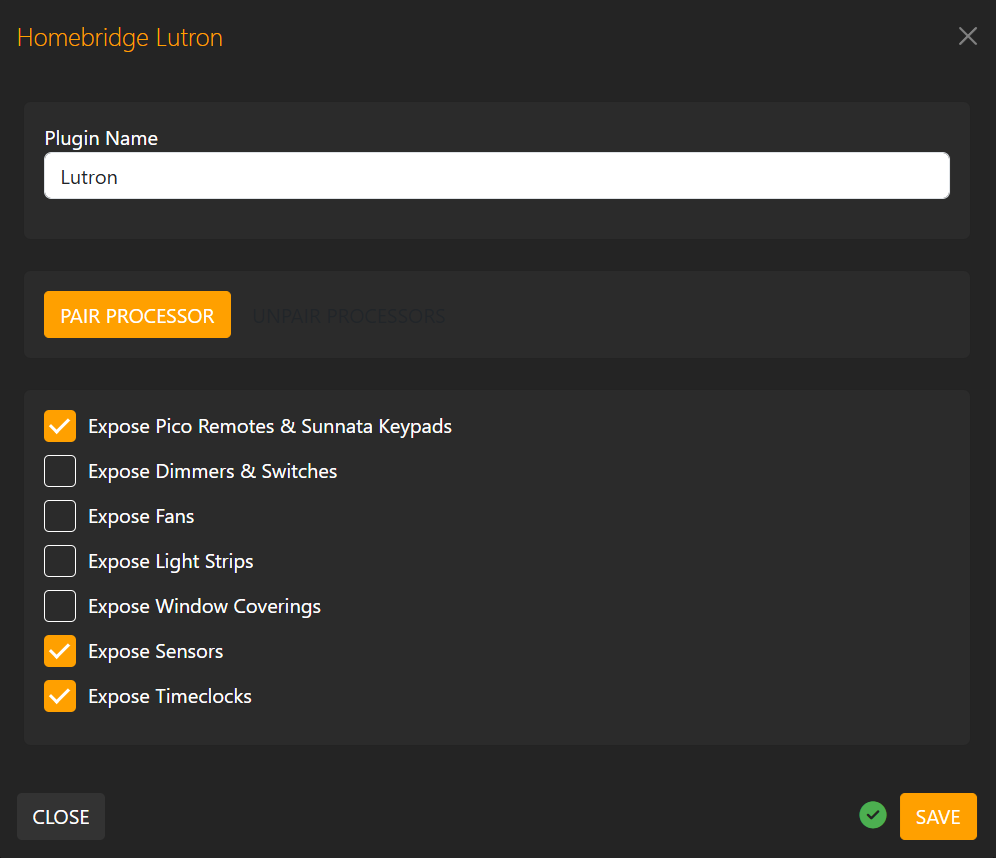 Homebridge Lutron
Plugin Name
Lutron
PAIR PROCESSOR UNPAIR PROCESSORS
Expose Pico Remotes & Sunnata Keypads
Expose Dimmers & Switches
Expose Fans
Expose Light Strips
Expose Window Coverings
Expose Sensors
Expose Timeclocks
CLOSE SAVE